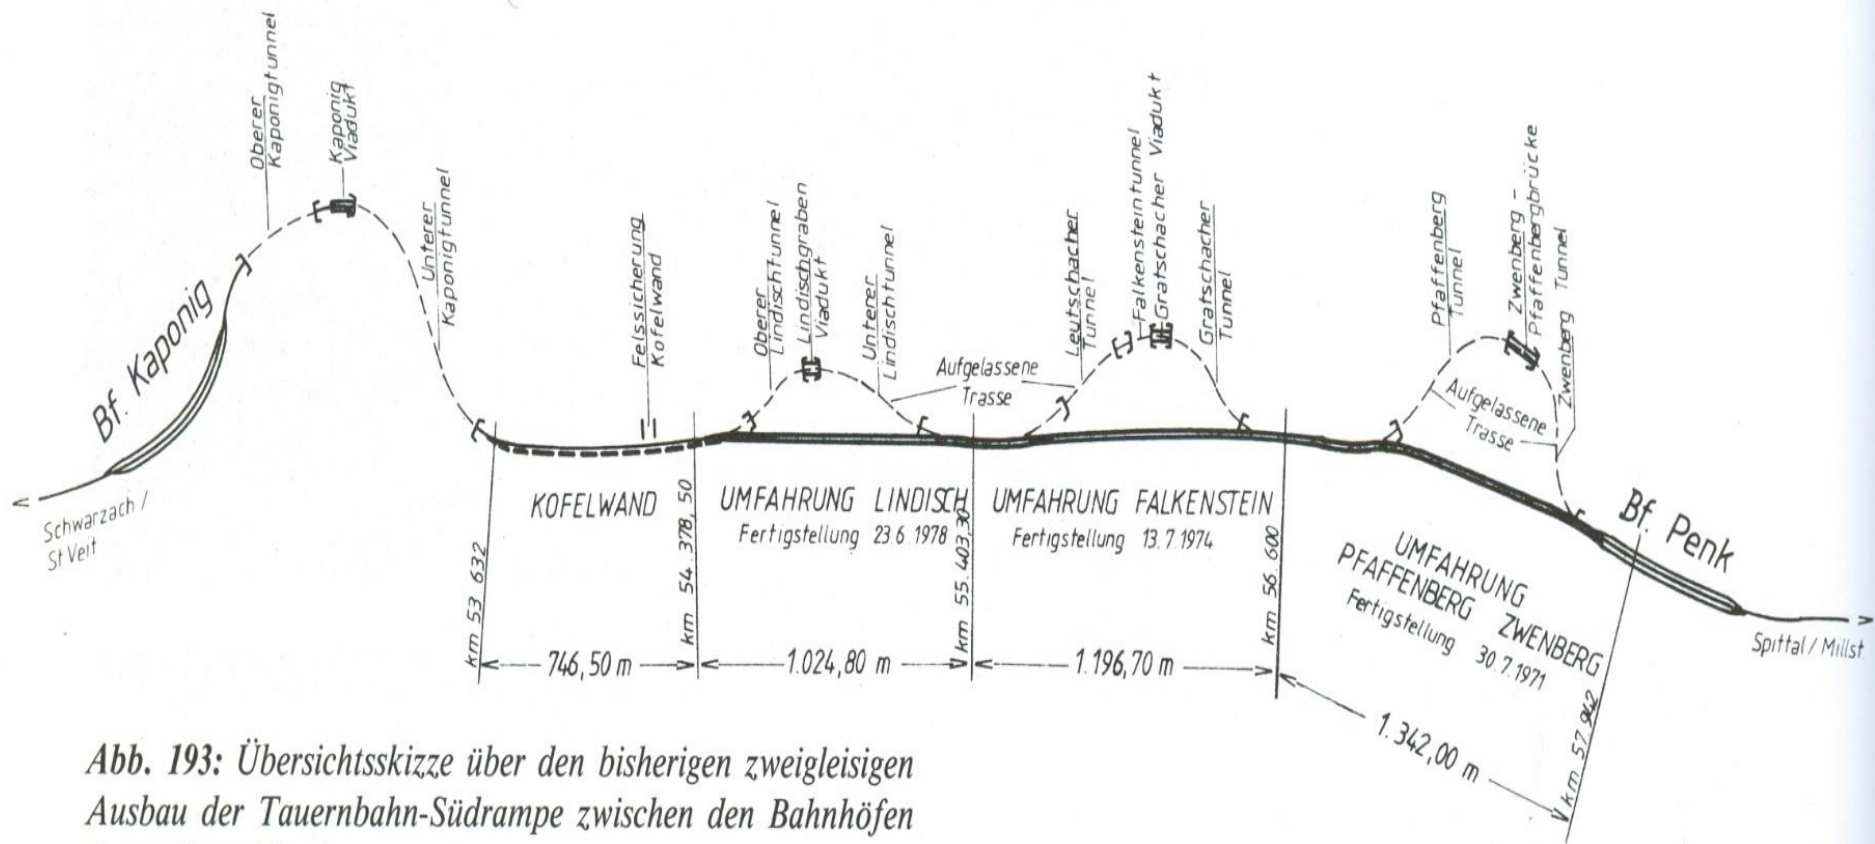 Oberer
Kaponigtunnel
Kaponig
Viadukt
Unterer
Kaponigtunnel
Felssicherung
Kofelwand
Oberer
Lindischtunnel
Lindischgraben
Viadukt
Unterer
Lindischtunnel
Aufgelassene
Trasse
Leutschacher
Tunnel
Falkensteintunnel
Gratschacher Viadukt
Gratschacher
Tunnel
Pfaffenberg
Tunnel
Zwenberg -
Pfaffenbergbrücke
Zwenberg Tunnel
Aufgelassene
Trasse
Bf. Kaponig
Schwarzach /
St Veit
KOFELWAND
UMFAHRUNG LINDISCH
Fertigstellung 23.6.1978
UMFAHRUNG FALKENSTEIN
Fertigstellung 13.7.1974
UMFAHRUNG
PFAFFENBERG ZWENBERG
Fertigstellung 30.7.1971
Bf. Penk
Spittal / Millst.
km 53 632
km 54.378,50
km 55.403,30
km 56.600
km 57.942
746,50 m
1.024,80 m
1.196,70 m
1.342,00 m
Abb. 193: Übersichtsskizze über den bisherigen zweigleisigen
Ausbau der Tauernbahn-Südrampe zwischen den Bahnhöfen